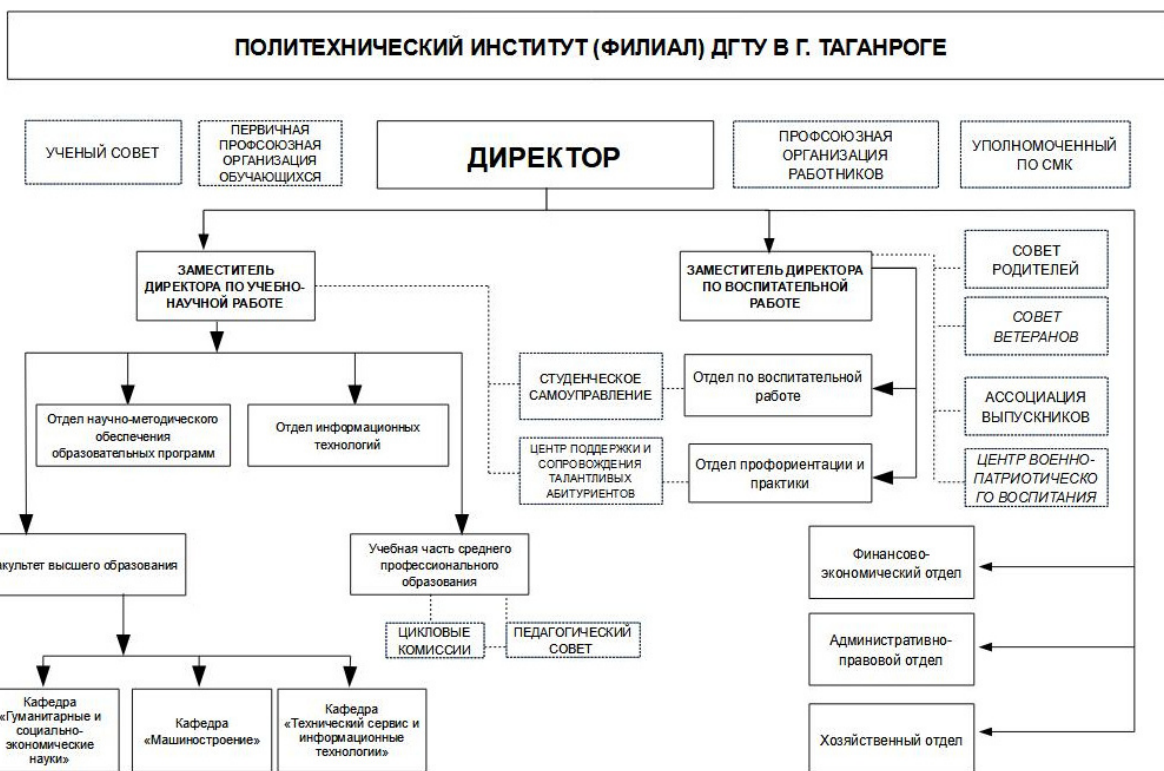 ПОЛИТЕХНИЧЕСКИЙ ИНСТИТУТ (ФИЛИАЛ) ДГТУ В Г. ТАГАНРОГЕ
УЧЕНЫЙ СОВЕТ
ПЕРВИЧНАЯ
ПРОФСОЮЗНАЯ
ОРГАНИЗАЦИЯ
ОБУЧАЮЩИХСЯ
ДИРЕКТОР
ПРОФСОЮЗНАЯ
ОРГАНИЗАЦИЯ
РАБОТНИКОВ
УПОЛНОМОЧЕННЫЙ
ПО СМК
ЗАМЕСТИТЕЛЬ
ДИРЕКТОРА ПО УЧЕБНО-
НАУЧНОЙ РАБОТЕ
ЗАМЕСТИТЕЛЬ ДИРЕКТОРА
ПО ВОСПИТАТЕЛЬНОЙ
РАБОТЕ
СОВЕТ
РОДИТЕЛЕЙ
СОВЕТ
ВЕТЕРАНОВ
СТУДЕНЧЕСКОЕ
САМОУПРАВЛЕНИЕ
Отдел по воспитательной
работе
АССОЦИАЦИЯ
ВЫПУСКНИКОВ
Отдел научно-методического
обеспечения
образовательных программ
Отдел информационных
технологий
ЦЕНТР ПОДДЕРЖКИ И
СОПРОВОЖДЕНИЯ
ТАЛАНТЛИВЫХ
АБИТУРИЕНТОВ
Отдел профориентации и
практики
ЦЕНТР ВОЕННО-
ПАТРИОТИЧЕСКО
ГО ВОСПИТАНИЯ
акультет высшего образования
Учебная часть среднего
профессионального
образования
Финансово-
экономический отдел
ЦИКЛОВЫЕ
КОМИССИИ
ПЕДАГОГИЧЕСКИЙ
СОВЕТ
Административно-
правовой отдел
Кафедра
«Гуманитарные и
социально-
экономические
науки»
Кафедра
«Машиностроение»
Кафедра
«Технический сервис и
информационные
технологии»
Хозяйственный отдел